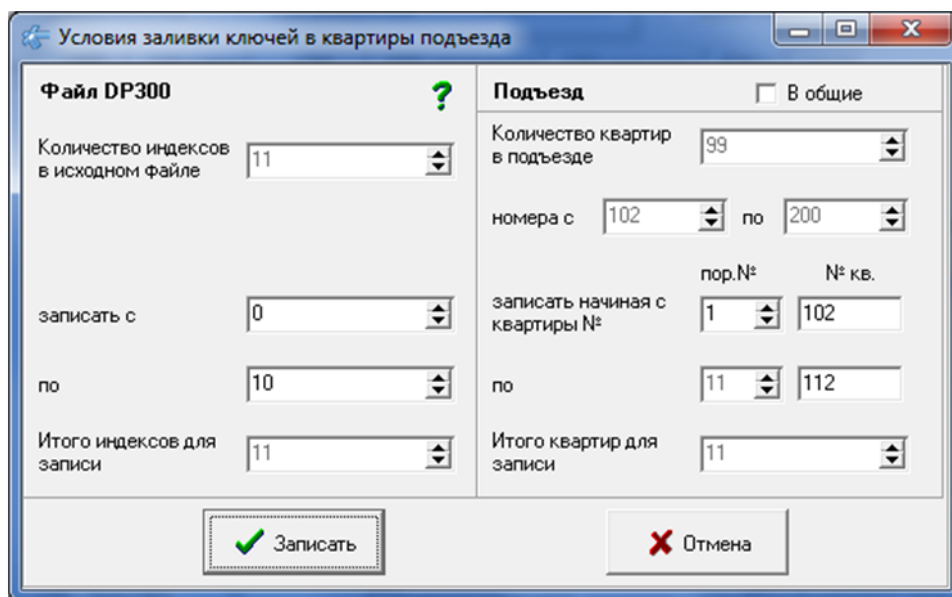 Условия заливки ключей в квартиры подъезда
Файл DP300
?
Количество индексов
в исходном файле
11
записать с
0
по
10
Итого индексов для
записи
11
Подъезд
В общие
Количество квартир
в подъезде
99
номера с 102 по 200
пор.№ № кв.
записать начиная с
квартиры №
1 102
по 11 112
Итого квартир для
записи
11
Записать
Отмена